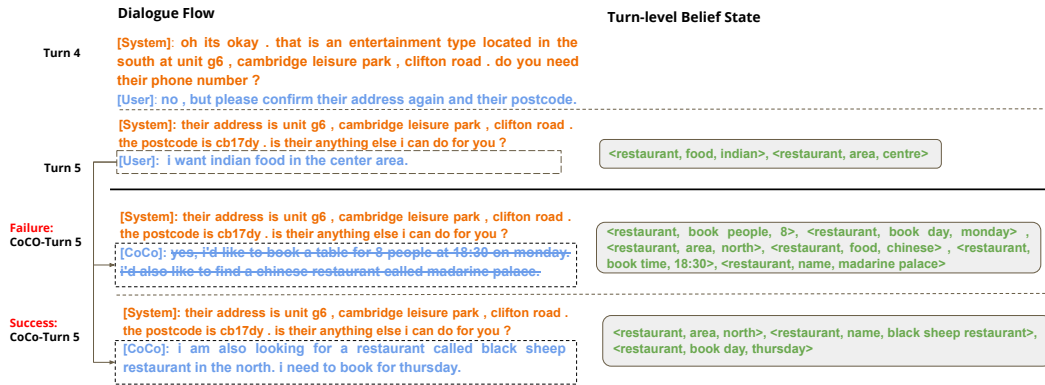 Dialogue Flow
Turn-level Belief State
Turn 4
[System]: oh its okay . that is an entertainment type located in the
south at unit g6 , cambridge leisure park , clifton road . do you need
their phone number ?
[User]: no , but please confirm their address again and their postcode.
Turn 5
[System]: their address is unit g6 , cambridge leisure park , clifton road .
the postcode is cb17dy . is their anything else i can do for you ?
[User]: i want indian food in the center area.
<restaurant, food, indian>, <restaurant, area, centre>
Failure:
CoCO-Turn 5
[System]: their address is unit g6 , cambridge leisure park , clifton road .
the postcode is cb17dy . is their anything else i can do for you ?
[CoCo]: yes, i'd like to book a table for 8 people at 18:30 on monday.
i'd also like to find a chinese restaurant called madarine palace.
<restaurant, book people, 8>, <restaurant, book day, monday> ,
<restaurant, area, north>, <restaurant, food, chinese> , <restaurant,
book time, 18:30>, <restaurant, name, madarine palace>
Success:
CoCo-Turn 5
[System]: their address is unit g6 , cambridge leisure park , clifton road .
the postcode is cb17dy . is their anything else i can do for you ?
[CoCo]: i am also looking for a restaurant called black sheep
restaurant in the north. i need to book for thursday.
<restaurant, area, north>, <restaurant, name, black sheep restaurant>,
<restaurant, book day, thursday>